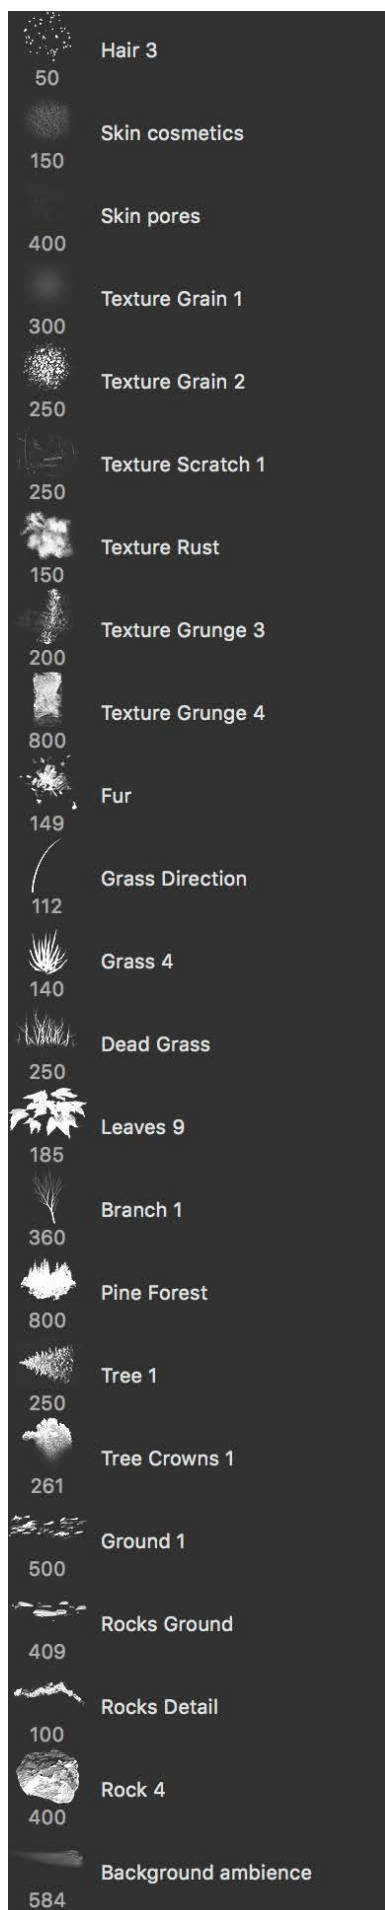 Hair 3
50
Skin cosmetics
150
Skin pores
400
Texture Grain 1
300
Texture Grain 2
250
Texture Scratch 1
250
Texture Rust
150
Texture Grunge 3
200
Texture Grunge 4
800
Fur
149
Grass Direction
112
Grass 4
140
Dead Grass
250
Leaves 9
185
Branch 1
360
Pine Forest
800
Tree 1
250
Tree Crowns 1
261
Ground 1
500
Rocks Ground
409
Rocks Detail
100
Rock 4
400
Background ambience
584